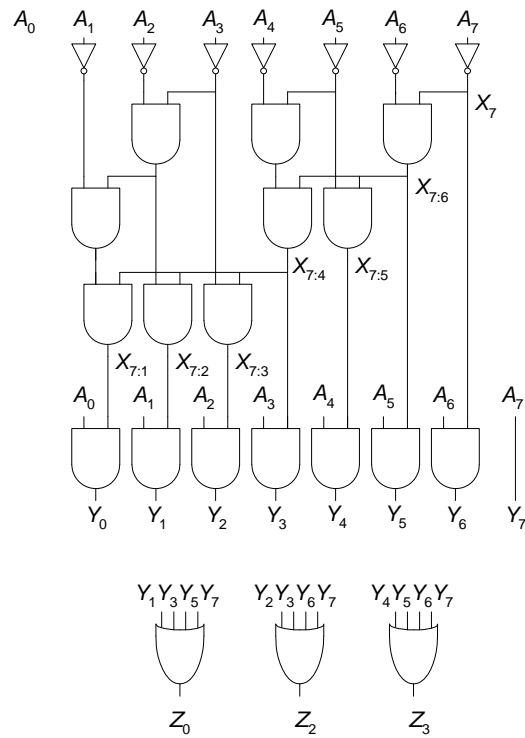 A0 A1 A2 A3 A4 A5 A6 A7
X7
X7:6
X7:4 X7:5
X7:1 X7:2 X7:3
A0 A1 A2 A3 A4 A5 A6 A7
Y0 Y1 Y2 Y3 Y4 Y5 Y6 Y7
Y1 Y3 Y5 Y7 Y2 Y3 Y6 Y7 Y4 Y5 Y6 Y7
Z0 Z2 Z3